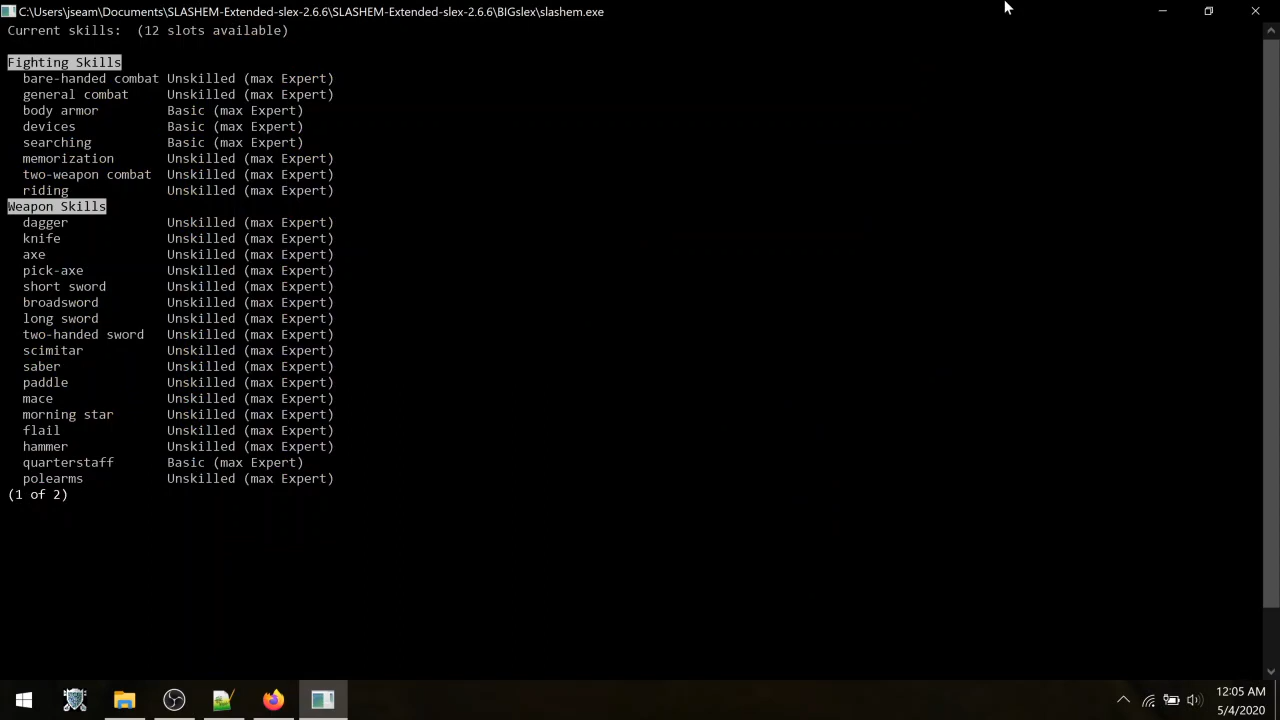 C:\Users\jseam\Documents\SLASHEM-Extended-slex-2.6.6\SLASHEM-Extended-slex-2.6.6\BIGslex\slashem.exe
Current skills:  (12 slots available)
Fighting Skills
bare-handed combat Unskilled (max Expert)
general combat Unskilled (max Expert)
body armor Basic (max Expert)
devices Basic (max Expert)
searching Basic (max Expert)
memorization Unskilled (max Expert)
two-weapon combat Unskilled (max Expert)
riding Unskilled (max Expert)
Weapon Skills
dagger Unskilled (max Expert)
knife Unskilled (max Expert)
axe Unskilled (max Expert)
pick-axe Unskilled (max Expert)
short sword Unskilled (max Expert)
broadsword Unskilled (max Expert)
long sword Unskilled (max Expert)
two-handed sword Unskilled (max Expert)
scimitar Unskilled (max Expert)
saber Unskilled (max Expert)
paddle Unskilled (max Expert)
mace Unskilled (max Expert)
morning star Unskilled (max Expert)
flail Unskilled (max Expert)
hammer Unskilled (max Expert)
quarterstaff Basic (max Expert)
polearms Unskilled (max Expert)
(1 of 2)
12:05 AM
5/4/2020